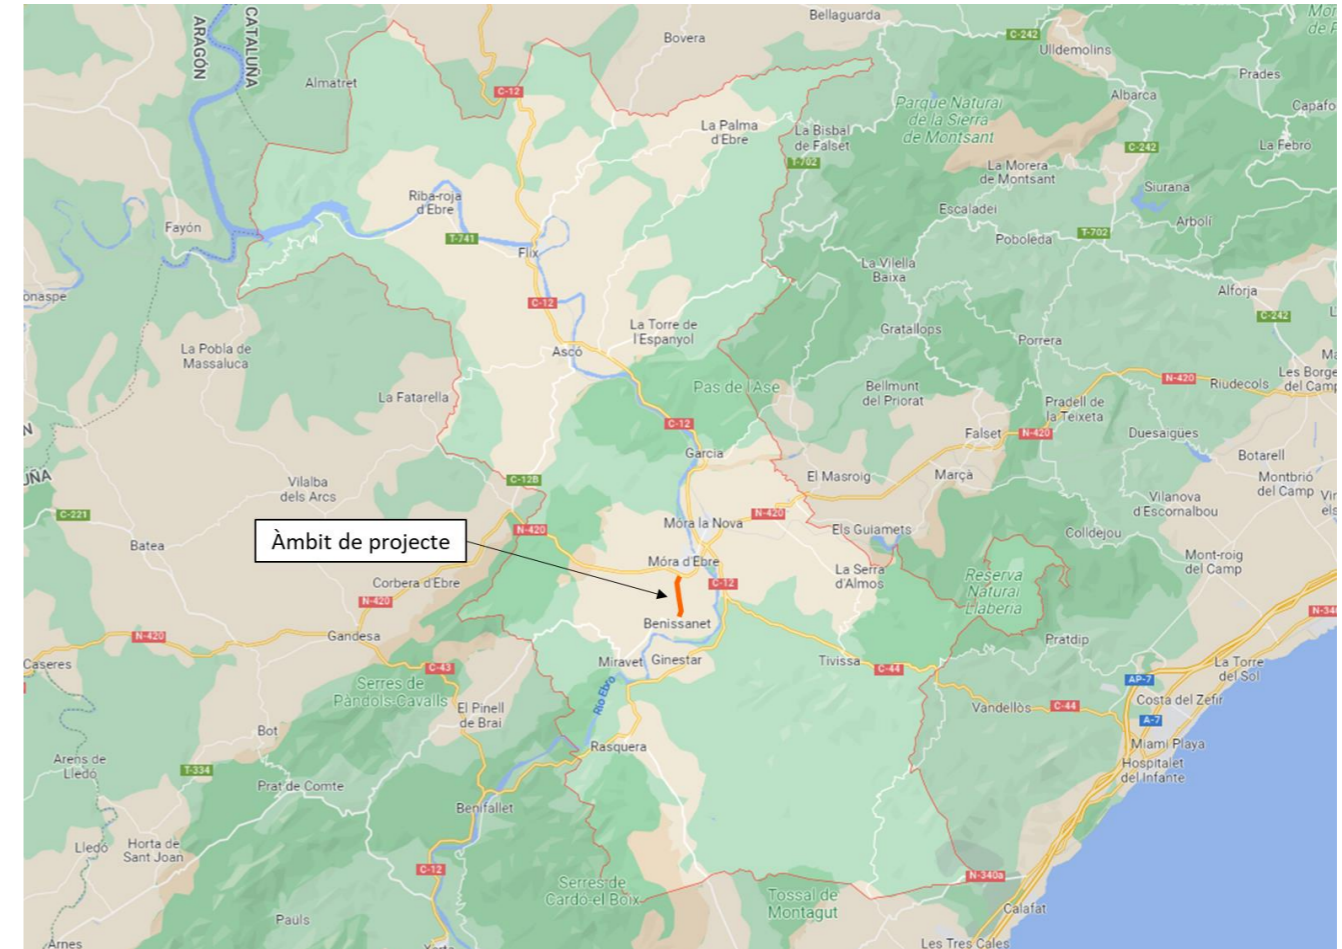 Bellaguarda
Bovera
C-242
Ulldemolins
ARAGÓN
CATALUÑA
Almatret
C-12
Prades
Albarca
Parque Natural
de la Sierra
de Montsant
La Palma
d'Ebre
La Bisbal
de Falset
T-702
C-242
La Febró
La Morera
de Montsant
Siurana
Riba-roja
d'Ebre
Escaladei
Arbolí
Fayón
T-741
Flix
Poboleda
T-702
La Vilella
Baixa
Alforja
C-12
C-242
La Torre de
l'Espanyol
Gratallops
Porrera
La Pobla de
Massaluca
Ascó
Pas de l'Ase
Bellmunt
del Priorat
N-420
Riudecols
La Fatarella
Pradell de
la Teixeta
C-12
Falset
N-420
Duesaigües
Garcia
Botarell
El Masroig
Marçà
Montbrió
del Camp
Vilalba
dels Arcs
C-12B
Vilanova
d'Escornalbou
C-221
N-420
Móra la Nova
N-420
Els Guiamets
Colldejou
Àmbit de projecte
Batea
Móra d'Ebre
La Serra
d'Almos
Mont-roig
del Camp
Corbera d'Ebre
C-12
Reserva
Natural
Llaberia
N-420
Benissanet
N-420
Gandesa
Pratdip
Caseres
C-43
Miravet
Ginestar
Tivissa
C-44
La Torre
del Sol
Serres de
Pàndols-Cavalls
AP-7
Río Ebro
Costa del Zefir
El Pinell
de Brai
Vandellòs
C-44
A-7
Bot
Rasquera
Miami Playa
Arens de
Lledó
T-334
Hospitalet
del Infante
Prat de Comte
Benifallet
Lledó
Horta de
Sant Joan
C-12
N-340a
Serres de
Cardó-el Boix
Tossal de
Montagut
Calafat
Pauls
Les Tres Cales